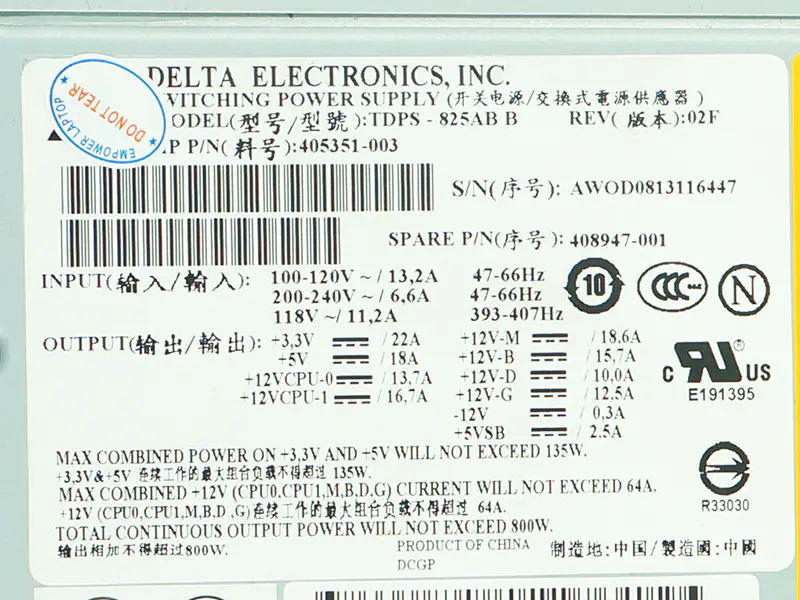 DELTA ELECTRONICS, INC.
SWITCHING POWER SUPPLY (开关电源/交換式電源供應器)
MODEL(型号/型號):TDPS - 825AB B REV(版本):02F
HP P/N(料号):405351-003
DO NOT TEAR
EMPOWER LAPTOP
S/N(序号): AWOD0813116447
SPARE P/N(序号): 408947-001
INPUT(输入/輸入): 100-120V ~ / 13,2A 47-66Hz
200-240V ~ / 6,6A 47-66Hz
118V ~ / 11,2A 393-407Hz
10
CCC
N
OUTPUT(输出/輸出): +3,3V / 22A +12V-M / 18.6A
+5V / 18A +12V-B / 15,7A
+12VCPU-0 / 13,7A +12V-D / 10,0A
+12VCPU-1 / 16,7A +12V-G / 12.5A
-12V / 0,3A
+5VSB / 2,5A
c RU ® US
E191395
MAX COMBINED POWER ON +3,3V AND +5V WILL NOT EXCEED 135W.
+3,3V&+5V 连续工作的最大组合负载不得超过 135W.
MAX COMBINED +12V (CPU0,CPU1,M,B,D,G) CURRENT WILL NOT EXCEED 64A.
+12V (CPU0,CPU1,M,B,D ,G)连续工作的最大组合负载不得超过 64A.
TOTAL CONTINUOUS OUTPUT POWER WILL NOT EXCEED 800W.
输出相加不得超过800W.
R33030
PRODUCT OF CHINA 制造地:中国/製造國:中國
DCGP